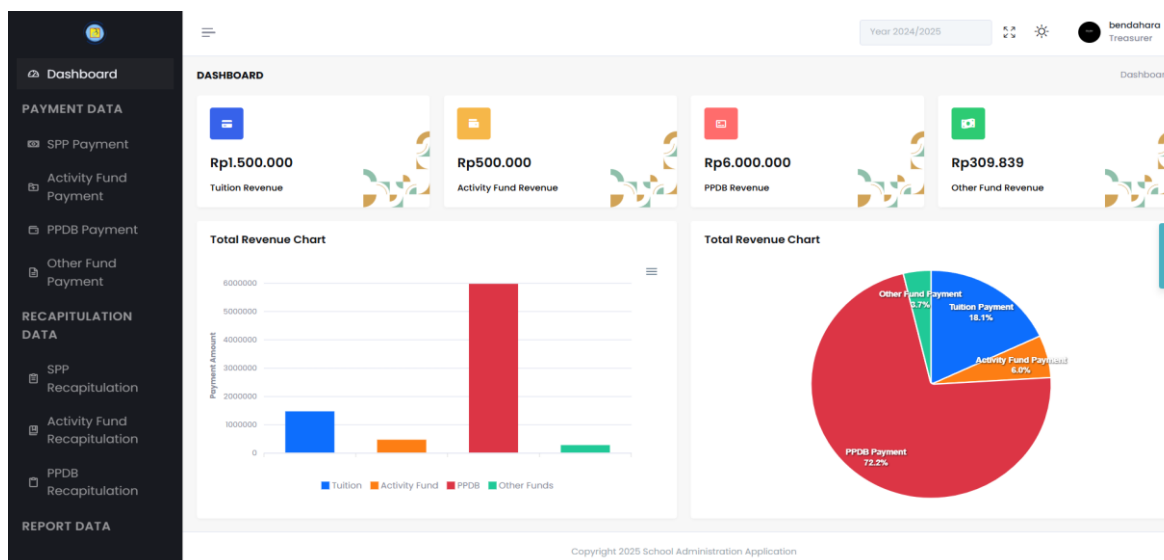 Year 2024/2025
bendahara
Treasurer
Dashboard
DASHBOARD
PAYMENT DATA
SPP Payment
Activity Fund
Payment
PPDB Payment
Other Fund
Payment
RECAPITULATION
DATA
SPP
Recapitulation
Activity Fund
Recapitulation
PPDB
Recapitulation
REPORT DATA
Rp1.500.000
Tuition Revenue
Rp500.000
Activity Fund Revenue
Rp6.000.000
PPDB Revenue
Rp309.839
Other Fund Revenue
Total Revenue Chart
6000000
5000000
4000000
3000000
2000000
1000000
0
Payment Amount
Tuition Activity Fund PPDB Other Funds
Total Revenue Chart
Other Fund Payment
3.7%
Tuition Payment
18.1%
Activity Fund Payment
6.0%
PPDB Payment
72.2%
Copyright 2025 School Administration Application